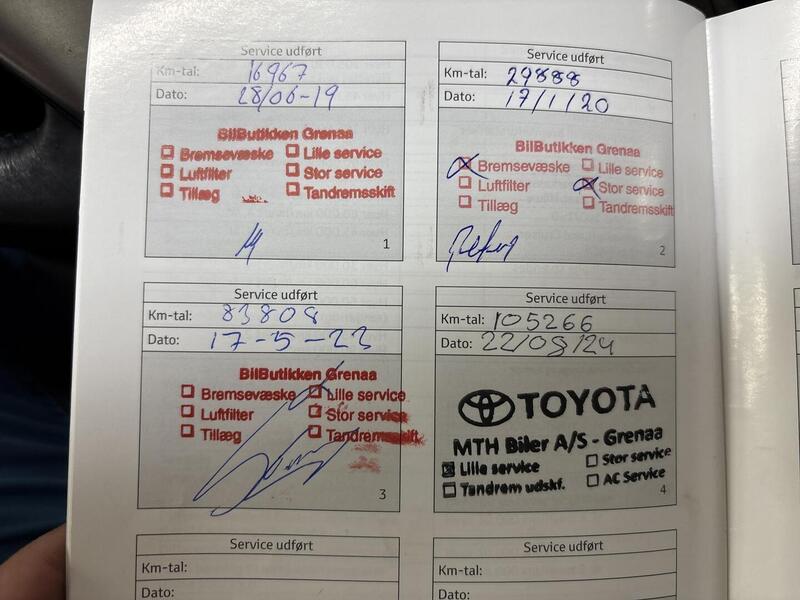 Service udført
Km-tal: 16967
Dato: 28/06-19
BilButikken Grenaa
Bremsevæske Lille service
Luftfilter Stor service
Tillæg Tandremsskift
1
Service udført
Km-tal: 29888
Dato: 17/1/20
BilButikken Grenaa
Bremsevæske Lille service
Luftfilter Stor service
Tillæg Tandremsskift
2
Service udført
Km-tal: 83808
Dato: 17-5-23
BilButikken Grenaa
Bremsevæske Lille service
Luftfilter Stor service
Tillæg Tandremsskift
3
Service udført
Km-tal: 105266
Dato: 22/08/24
TOYOTA
MTH Biler A/S - Grenaa
Lille service Stor service
Tandrem udskf. AC Service
4
Service udført
Km-tal:
Dato:
Service udført
Km-tal:
Dato: